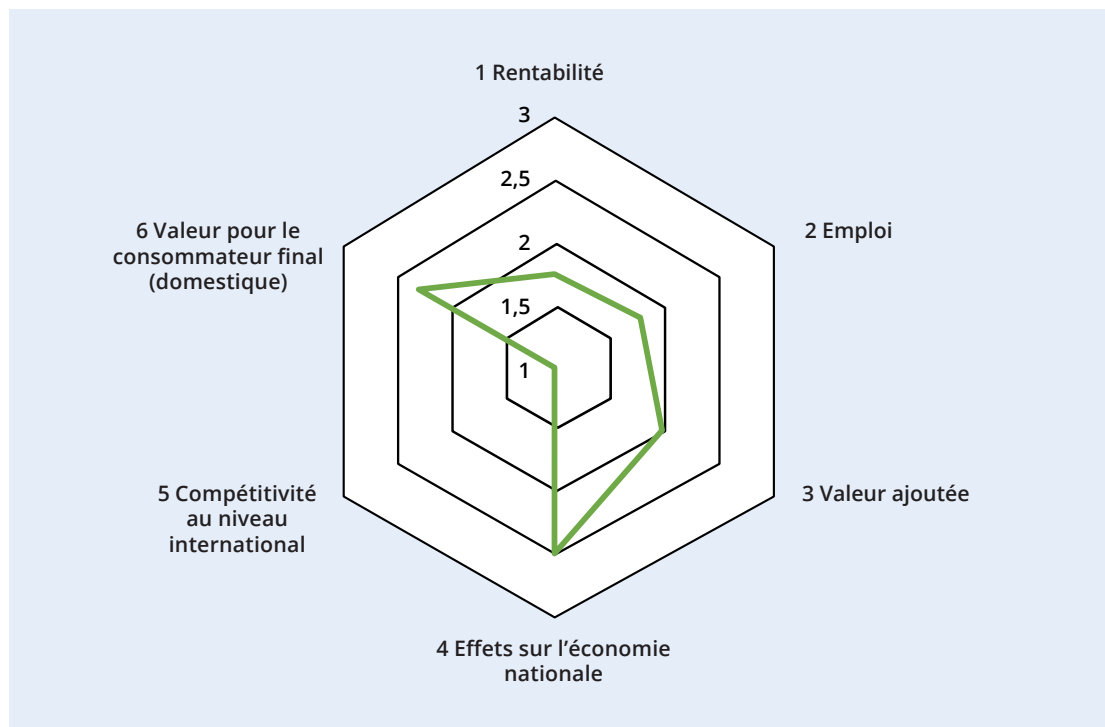 1 Rentabilité
3
2,5
2
1,5
1
2 Emploi
3 Valeur ajoutée
4 Effets sur l’économie
nationale
5 Compétitivité
au niveau
international
6 Valeur pour le
consommateur final
(domestique)